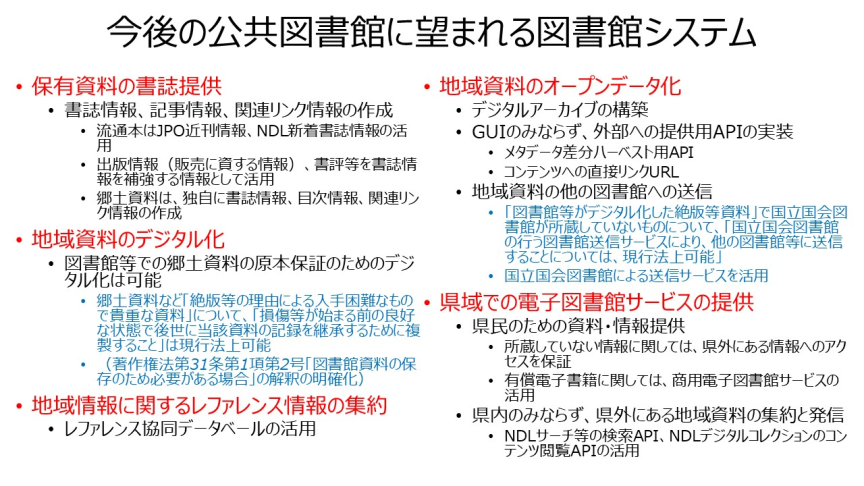 今後の公共図書館に望まれる図書館システム
• 保有資料の書誌提供
• 書誌情報、記事情報、関連リンク情報の作成
• 流通本はJPO近刊情報、NDL新着書誌情報の活
用
• 出版情報（販売に資する情報）、書評等を書誌情
報を補強する情報として活用
• 郷土資料は、独自に書誌情報、目次情報、関連リン
ク情報の作成
• 地域資料のデジタル化
• 図書館等での郷土資料の原本保証のためのデジ
タル化は可能
• 郷土資料など「絶版等の理由による入手困難なもの
で貴重な資料」について、「損傷等が始まる前の良好
な状態で後世に当該資料の記録を継承するために複
製すること」は現行法上可能
• （著作権法第31条第1項第2号「図書館資料の保
存のため必要がある場合」の解釈の明確化）
• 地域情報に関するレファレンス情報の集約
• レファレンス協同データベールの活用
• 地域資料のオープンデータ化
• デジタルアーカイブの構築
• GUIのみならず、外部への提供用APIの実装
• メタデータ差分ハーベスト用API
• コンテンツへの直接リンクURL
• 地域資料の他の図書館への送信
• 「図書館等がデジタル化した絶版等資料」で国立国会図
書館が所蔵していないものについて、「国立国会図書館
の行う図書館送信サービスにより、他の図書館等に送信
することについては、現行法上可能」
• 国立国会図書館による送信サービスを活用
• 県域での電子図書館サービスの提供
• 県民のための資料・情報提供
• 所蔵していない情報に関しては、県外にある情報へのアク
セスを保証
• 有償電子書籍に関しては、商用電子図書館サービスの
活用
• 県内のみならず、県外にある地域資料の集約と発信
• NDLサーチ等の検索API、NDLデジタルコレクションのコン
テンツ閲覧APIの活用